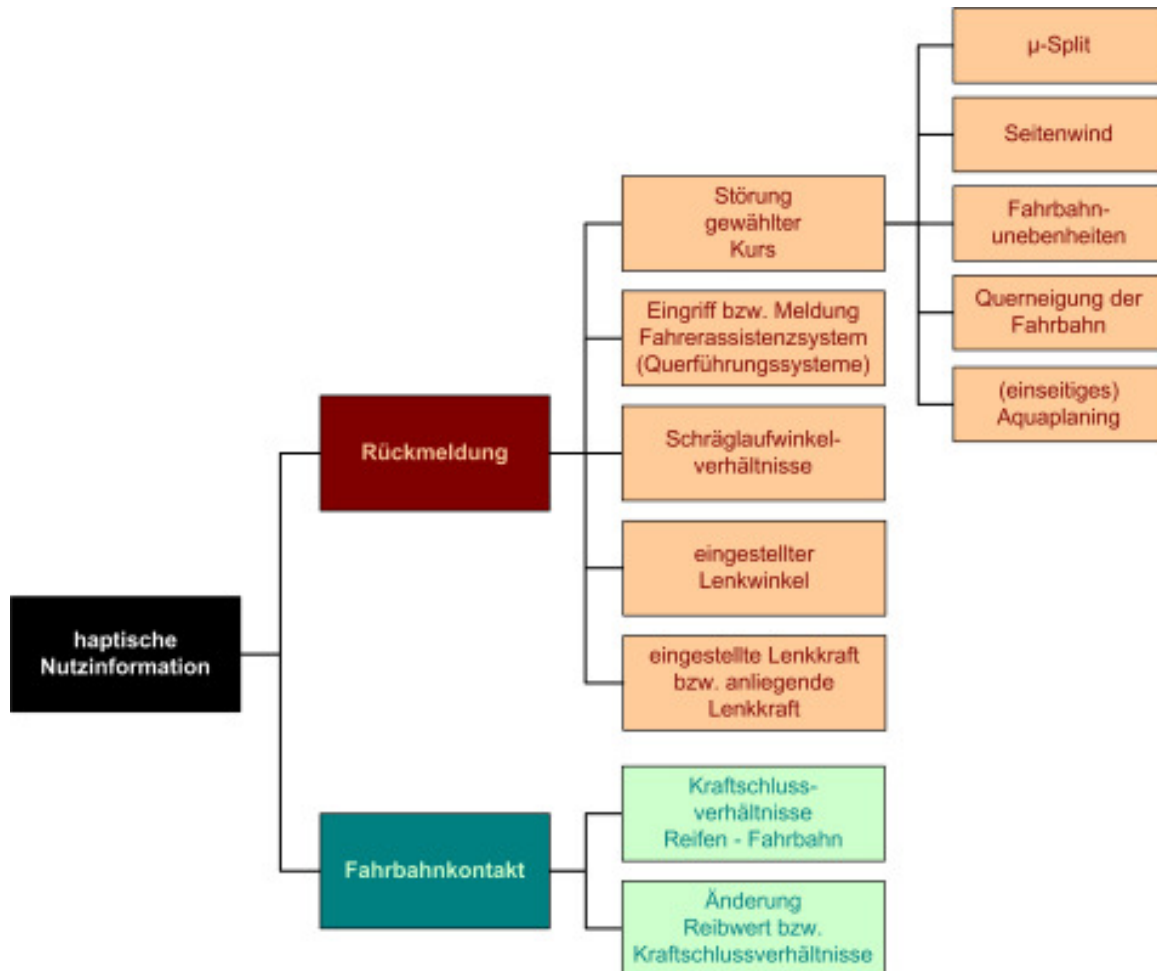 µ-Split
Seitenwind
Störung
gewählter
Kurs
Fahrbahn-
unebenheiten
Eingriff bzw. Meldung
Fahrerassistenzsystem
(Querführungssysteme)
Querneigung der
Fahrbahn
(einseitiges)
Aquaplaning
Rückmeldung
Schräglaufwinkel-
verhältnisse
eingestellter
Lenkwinkel
haptische
Nutzinformation
eingestellte Lenkkraft
bzw. anliegende
Lenkkraft
Kraftschluss-
verhältnisse
Reifen - Fahrbahn
Fahrbahnkontakt
Änderung
Reibwert bzw.
Kraftschlussverhältnisse